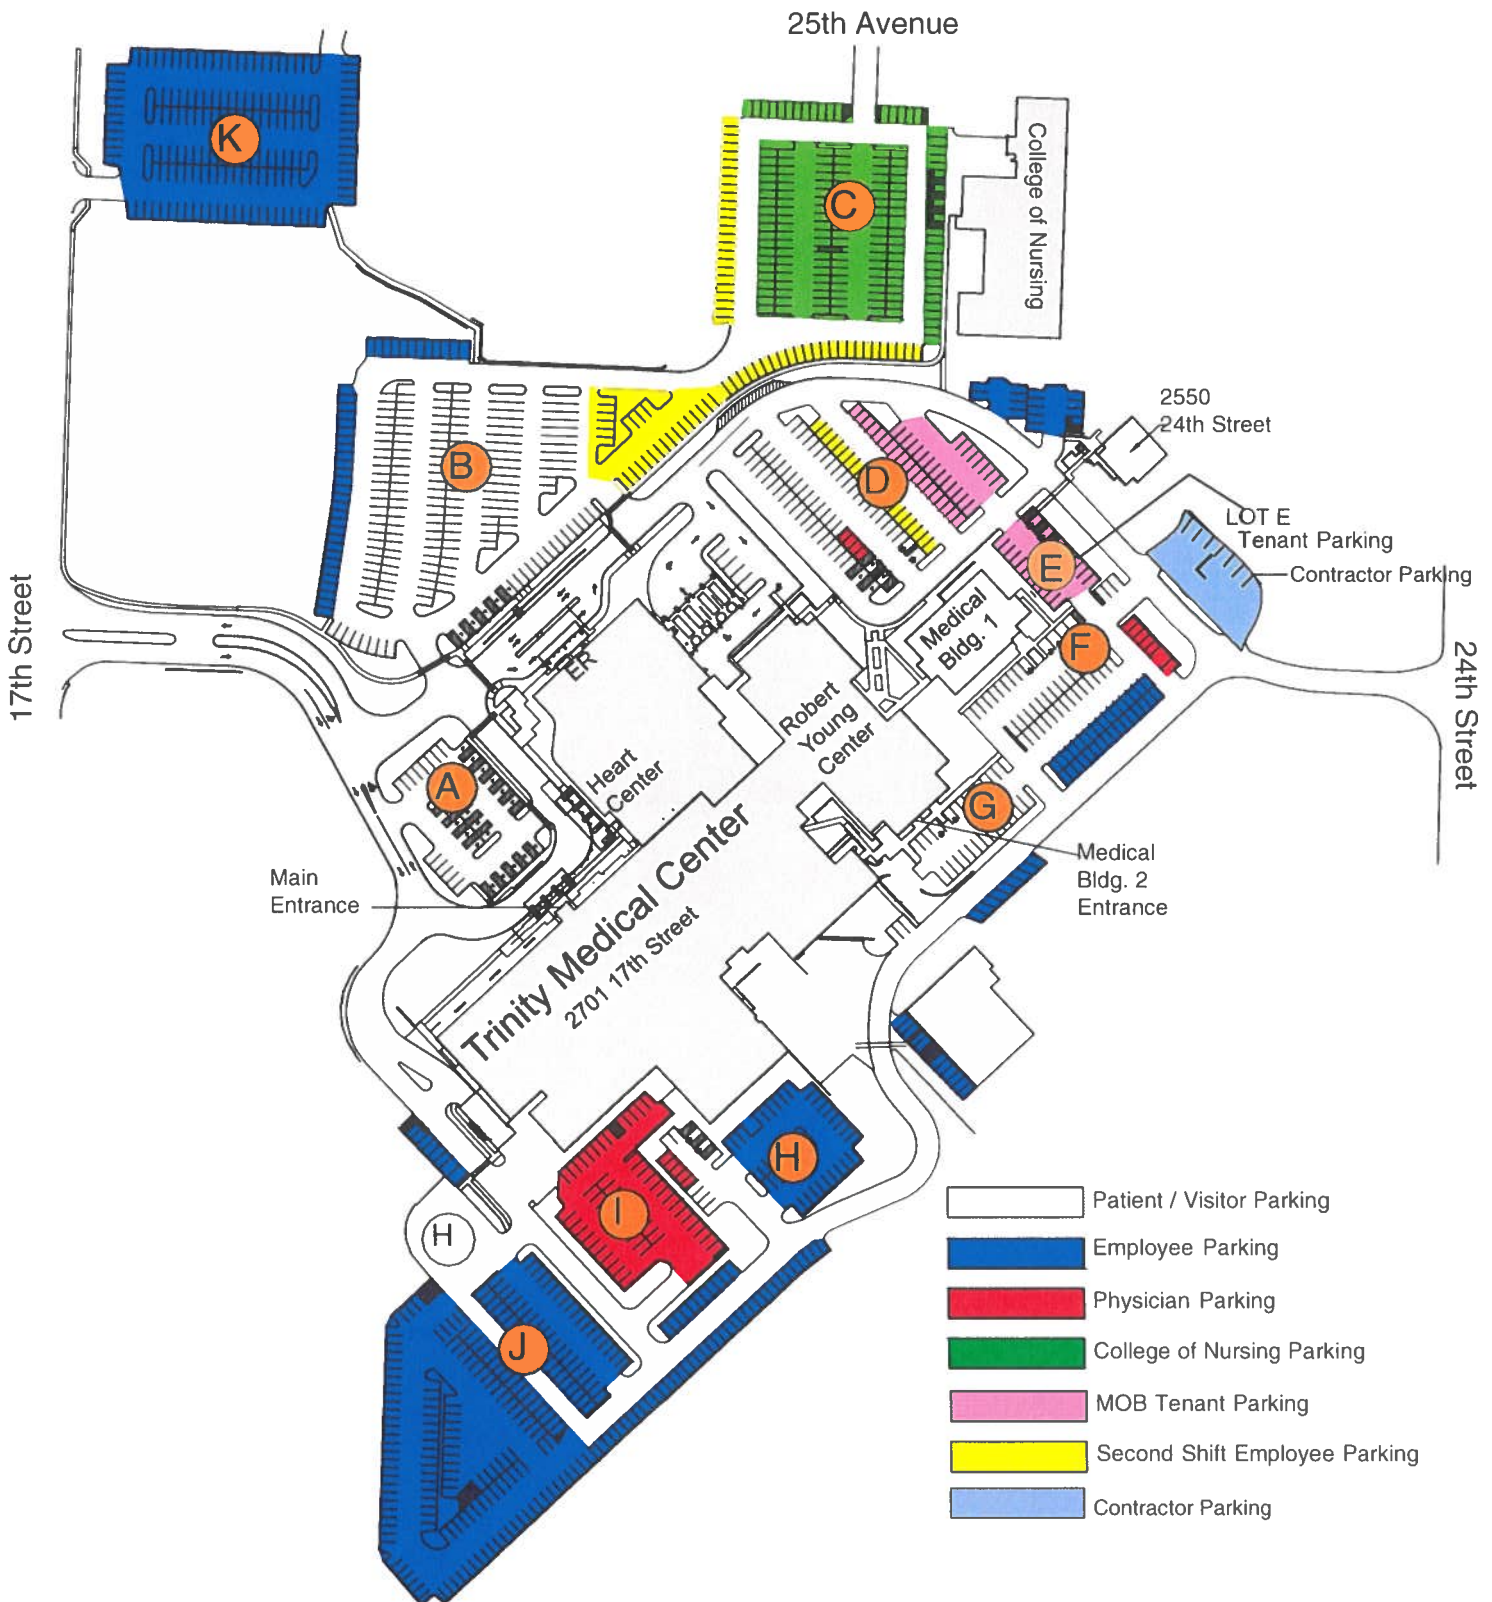 25th Avenue
K
C
College of Nursing
2550
24th Street
B
D
LOT E
Tenant Parking
E
L
Contractor Parking
17th Street
Medical
Bldg. 1
F
24th Street
ER
Robert
Young
Center
A
Heart
Center
G
Main
Entrance
Medical
Bldg. 2
Entrance
Trinity Medical Center
2701 17th Street
H
I
H
J
Patient / Visitor Parking
Employee Parking
Physician Parking
College of Nursing Parking
MOB Tenant Parking
Second Shift Employee Parking
Contractor Parking